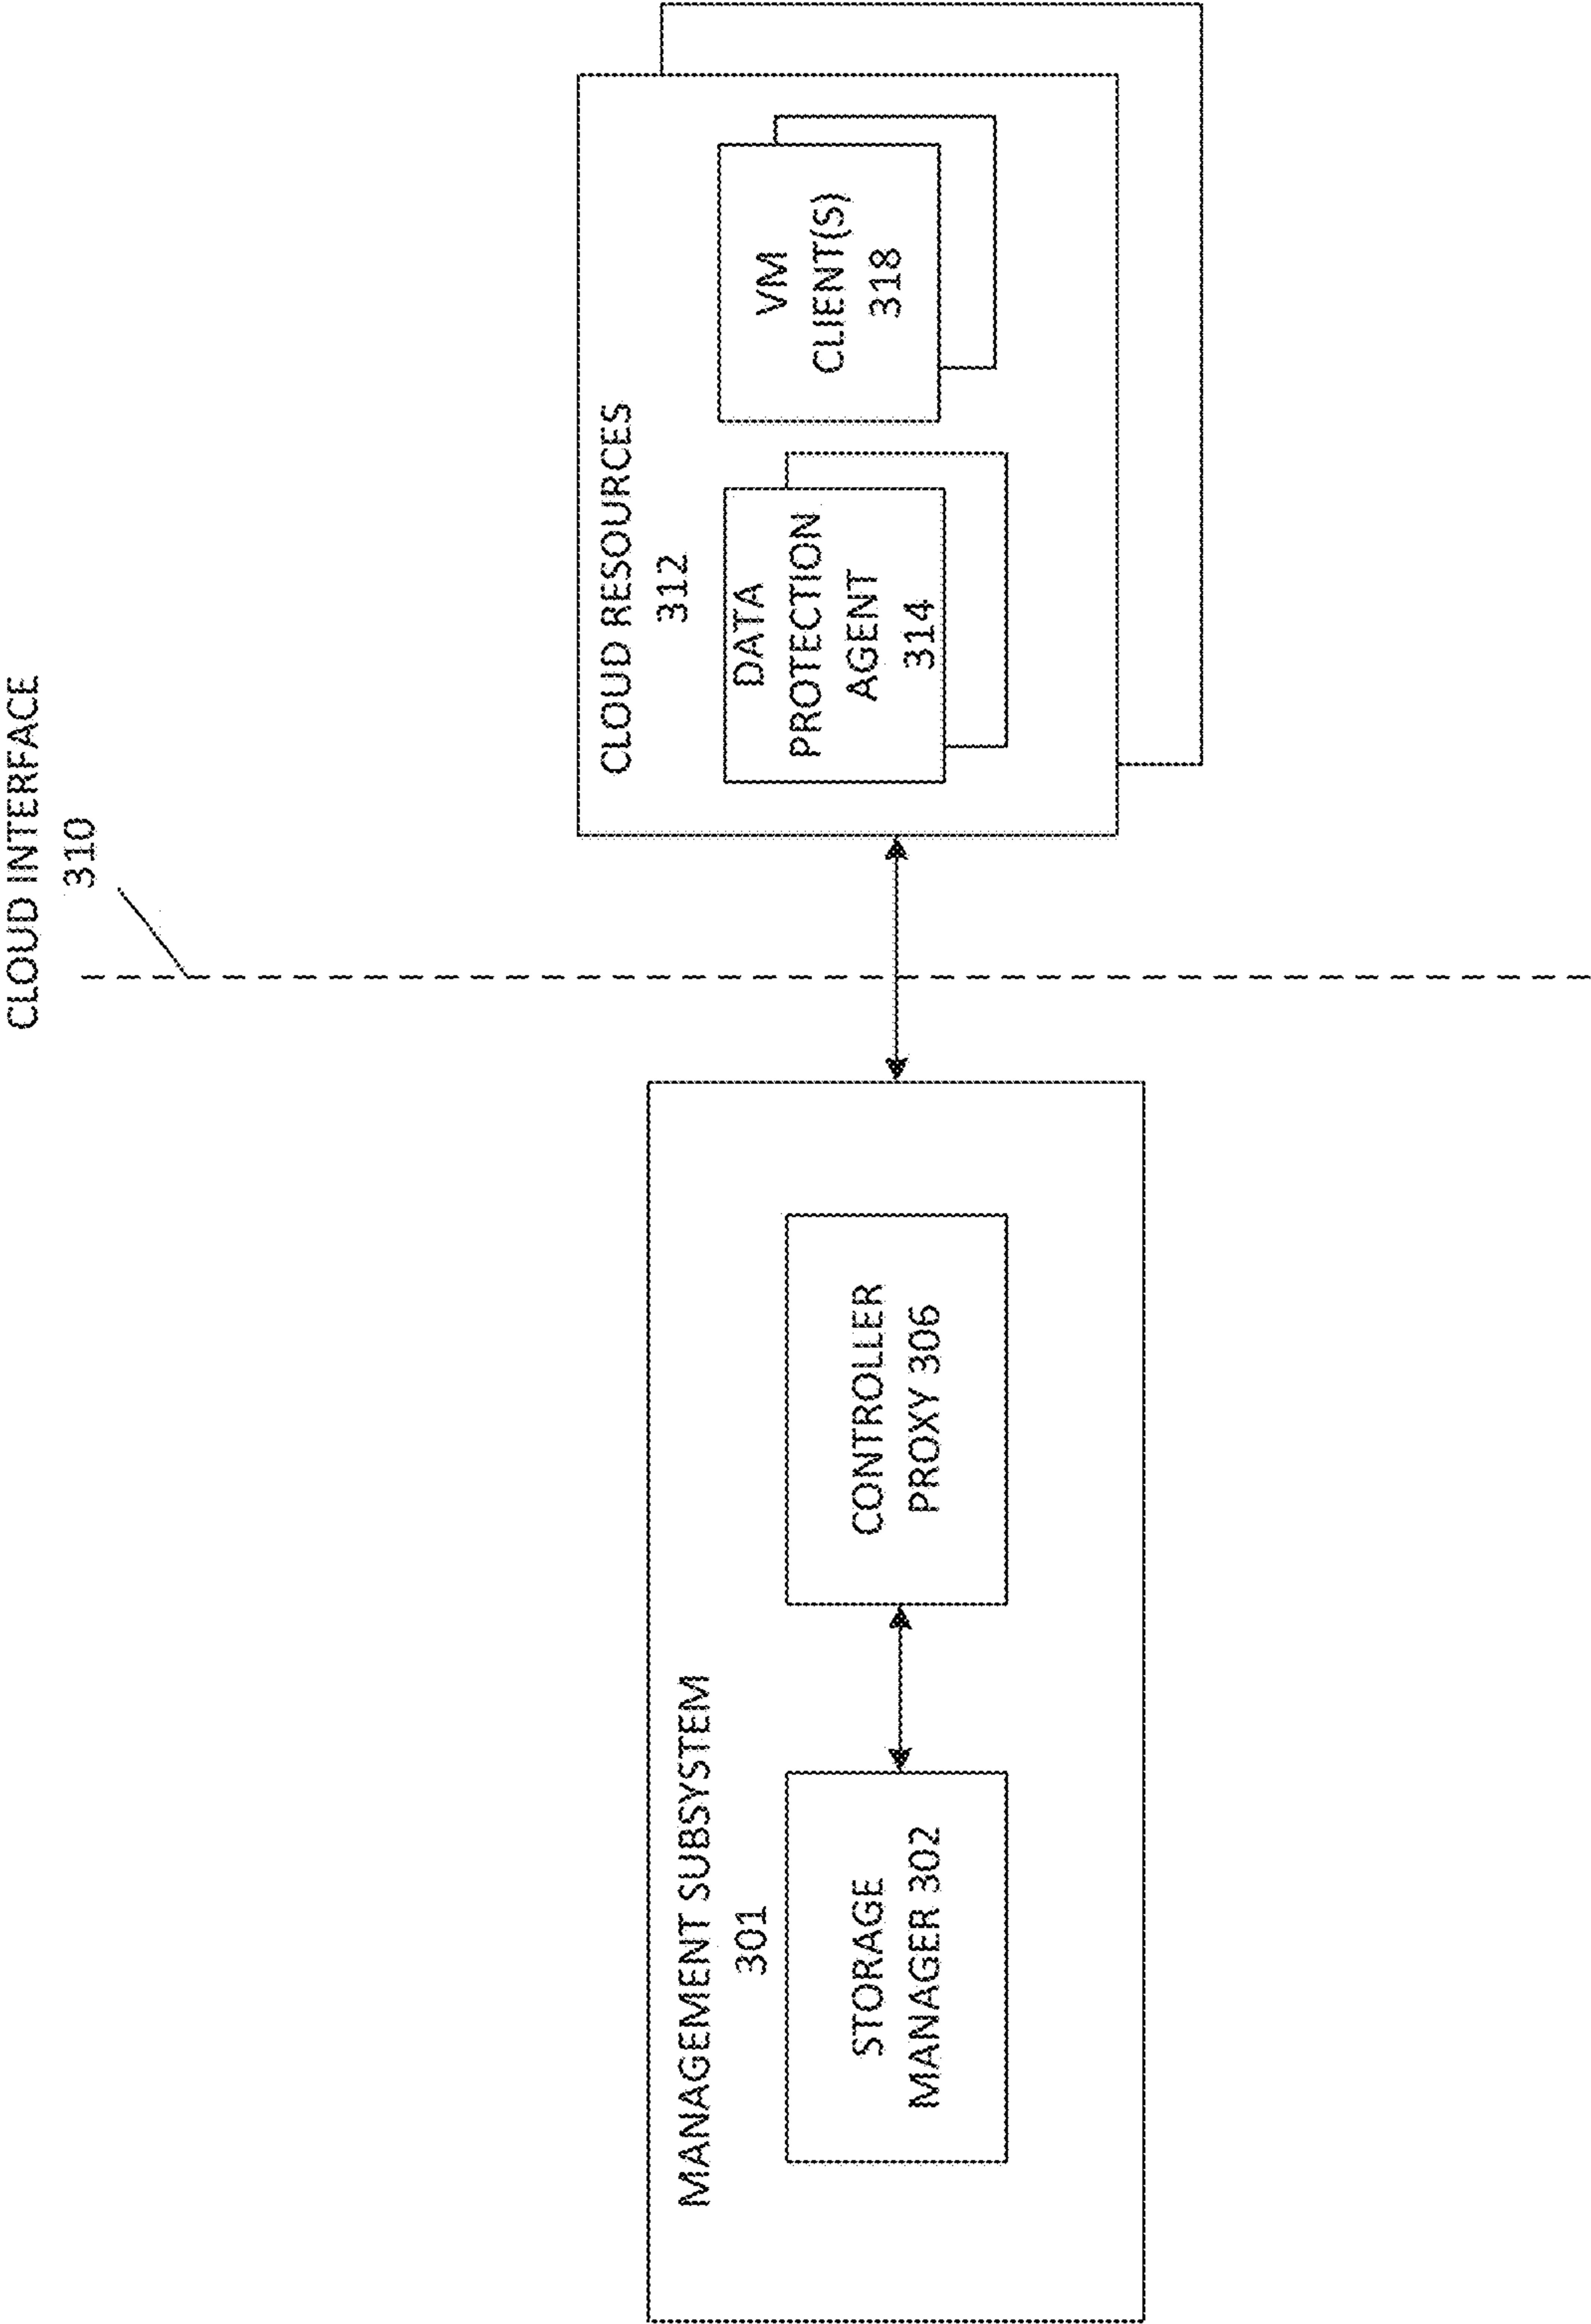 CLOUD INTERFACE
310
MANAGEMENT SUBSYSTEM
301
STORAGE
MANAGER 302
CONTROLLER
PROXY 306
CLOUD RESOURCES
312
DATA
PROTECTION
AGENT
314
VM
CLIENT(S)
318